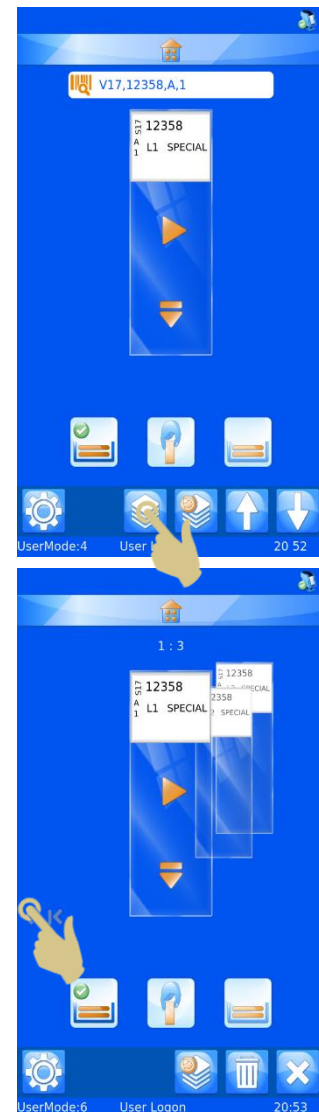 V17,12358,A,1
S17
A
1
12358
L1 SPECIAL
UserMode:4
User L
20 52
1 : 3
S17
A
1
12358
L1 SPECIAL
2358
SPECIAL
S17
12358
SPECIAL
UserMode:6
User Logon
20:53